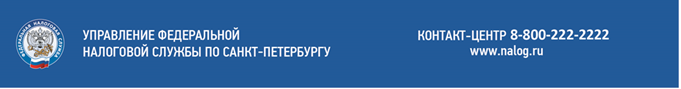 УПРАВЛЕНИЕ ФЕДЕРАЛЬНОЙ
НАЛОГОВОЙ СЛУЖБЫ ПО САНКТ-ПЕТЕРБУРГУ
КОНТАКТ-ЦЕНТР 8-800-222-2222
www.nalog.ru